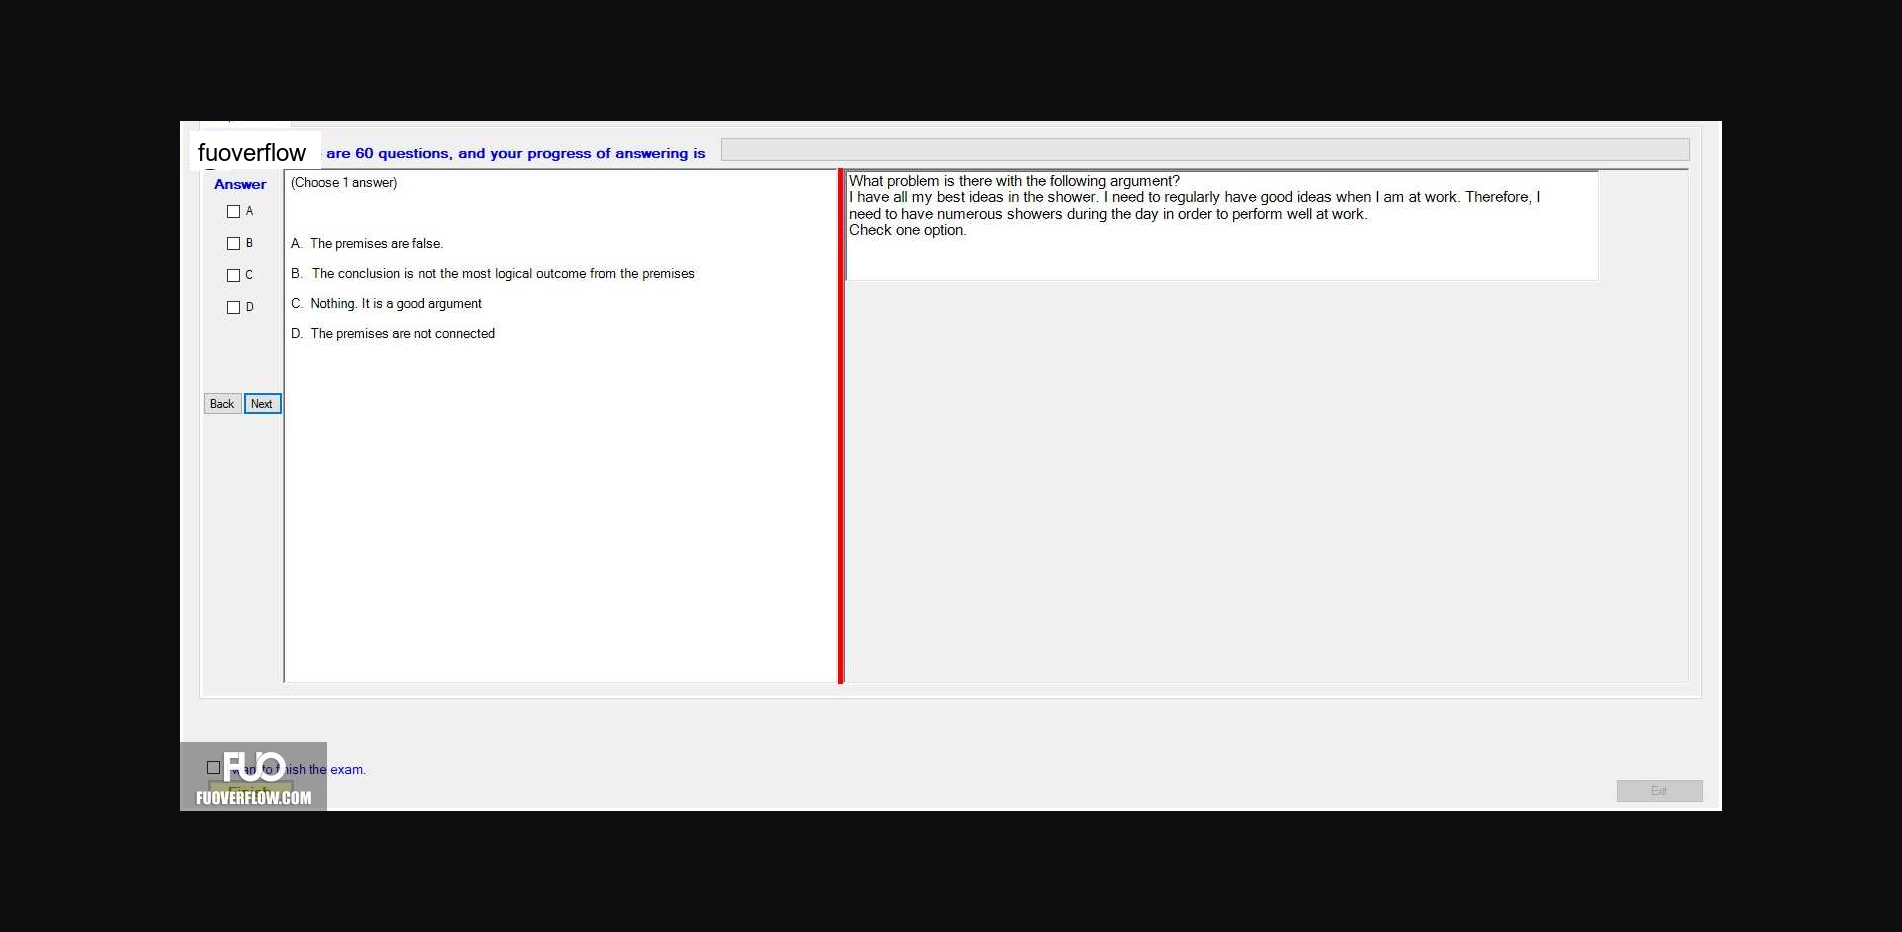 fuoverflow are 60 questions, and your progress of answering is
Answer
(Choose 1 answer)
A
B
C
D
A. The premises are false.
B. The conclusion is not the most logical outcome from the premises
C. Nothing. It is a good argument
D. The premises are not connected
Back Next
What problem is there with the following argument?
I have all my best ideas in the shower. I need to regularly have good ideas when I am at work. Therefore, I
need to have numerous showers during the day in order to perform well at work.
Check one option.
FUO
want to finish the exam.
Finish
FUOVERFLOW.COM
Exit